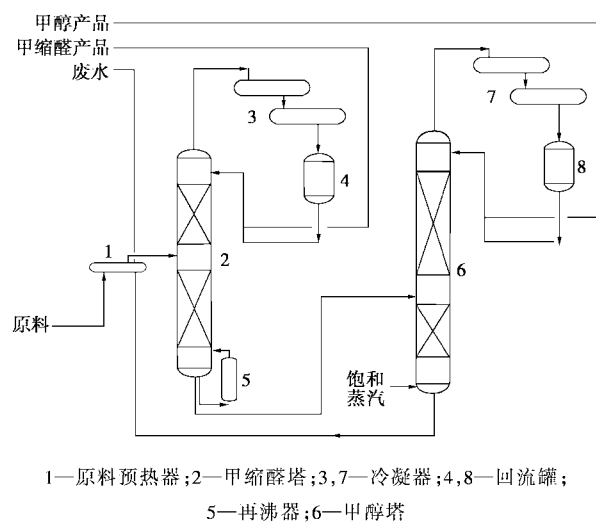 甲醇产品
甲缩醛产品
废水
3
7
4
8
1
2
6
原料
5
饱和
蒸汽
1—原料预热器;2—甲缩醛塔;3,7—冷凝器;4,8—回流罐;
5—再沸器;6—甲醇塔